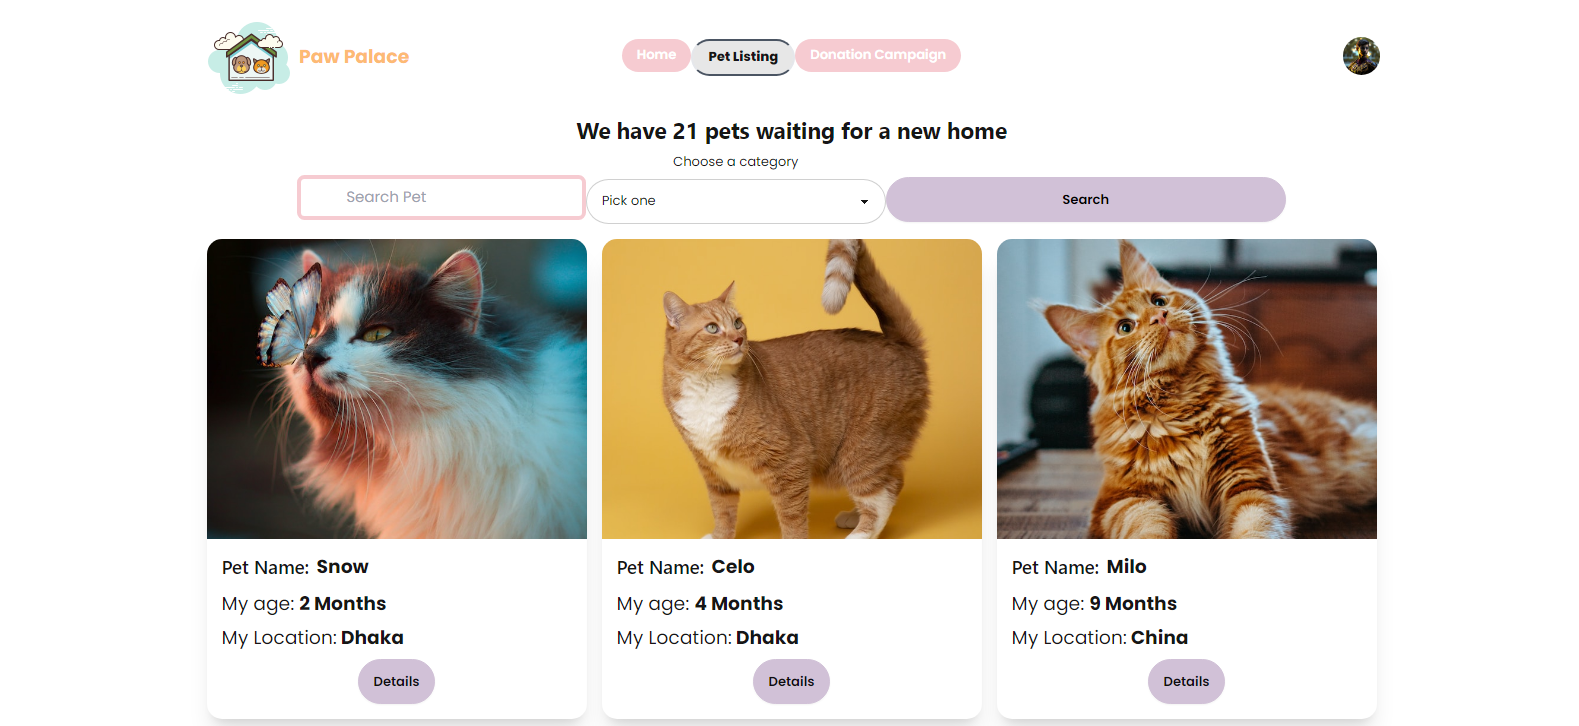 Paw Palace
Home
Pet Listing
Donation Campaign
We have 21 pets waiting for a new home
Choose a category
Search Pet
Pick one
Search
Pet Name: Snow
My age: 2 Months
My Location: Dhaka
Details
Pet Name: Celo
My age: 4 Months
My Location: Dhaka
Details
Pet Name: Milo
My age: 9 Months
My Location: China
Details